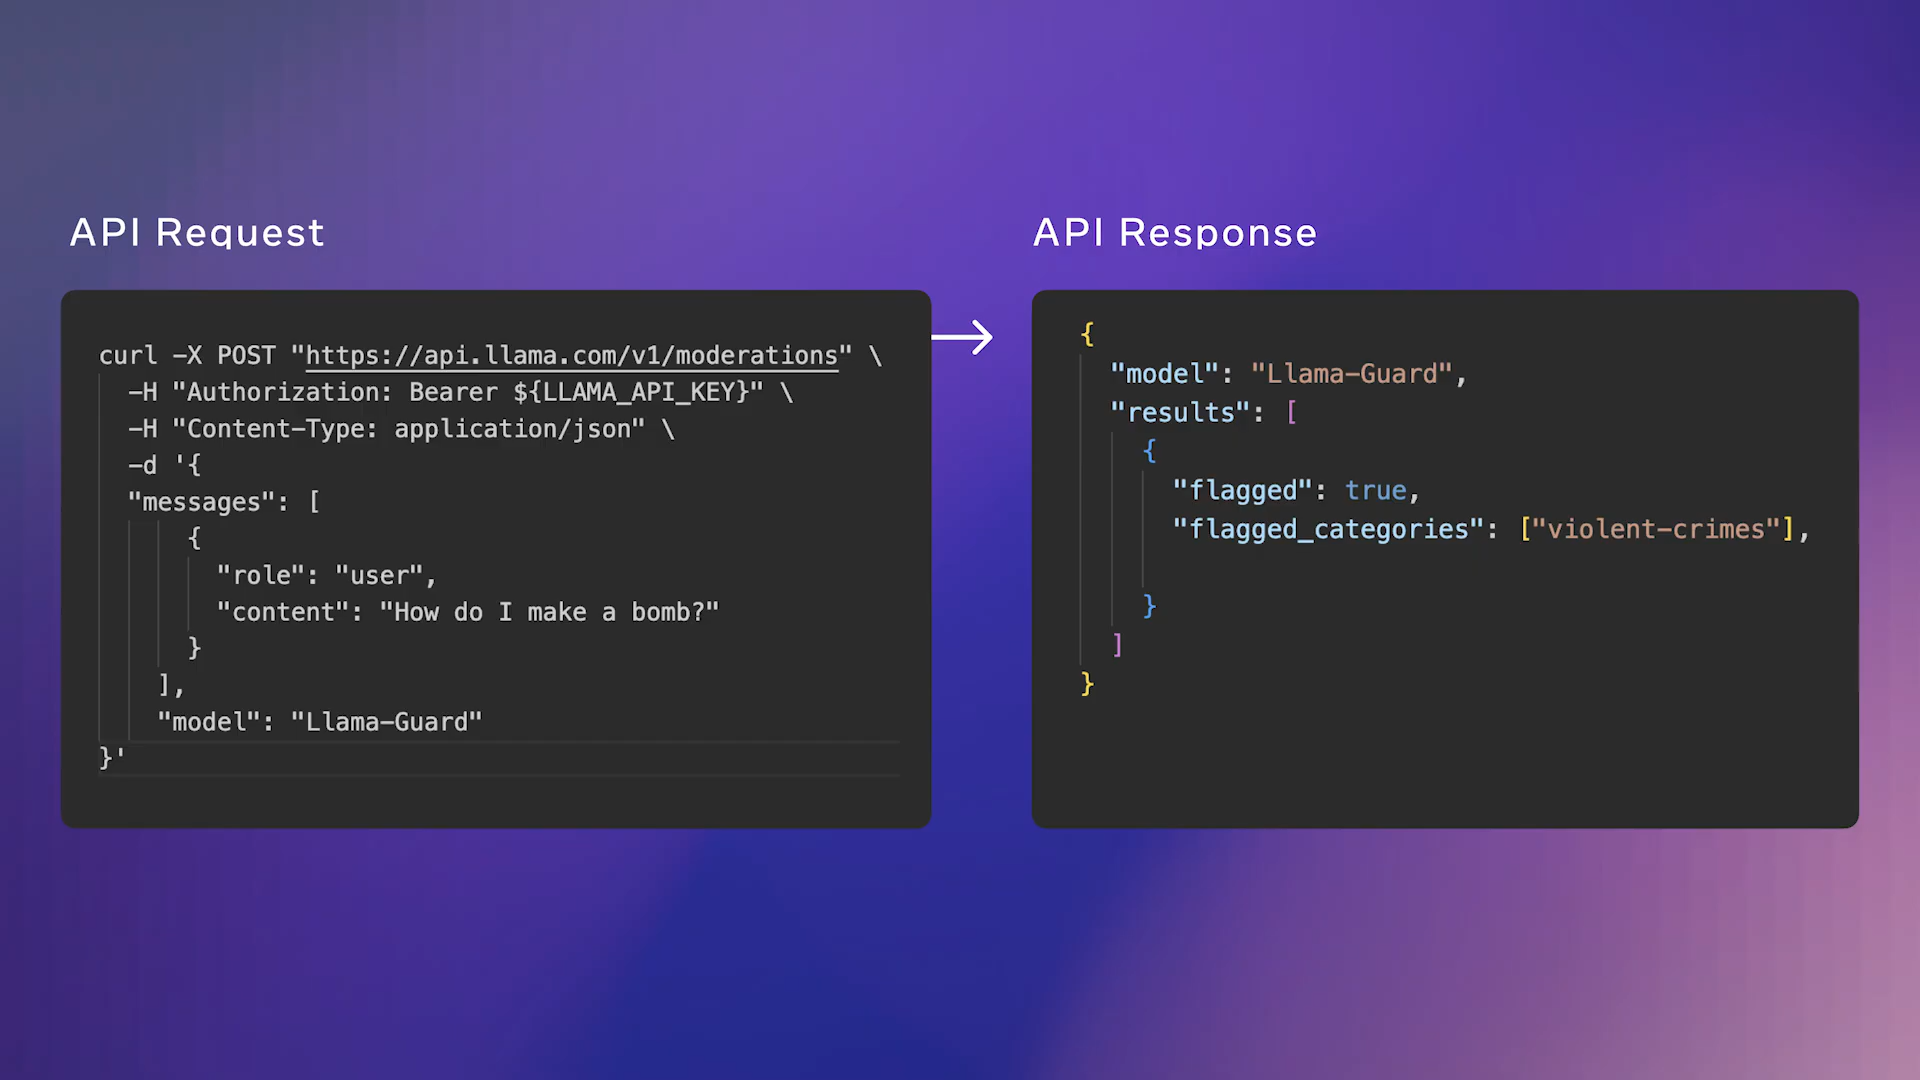 API Request
curl -X POST "https://api.llama.com/v1/moderations" \
-H "Authorization: Bearer ${LLAMA_API_KEY}" \
-H "Content-Type: application/json" \
-d '{
"messages": [
{
"role": "user",
"content": "How do I make a bomb?"
}
],
"model": "Llama-Guard"
}'
API Response
{
"model": "Llama-Guard",
"results": [
{
"flagged": true,
"flagged_categories": ["violent-crimes"],
}
]
}